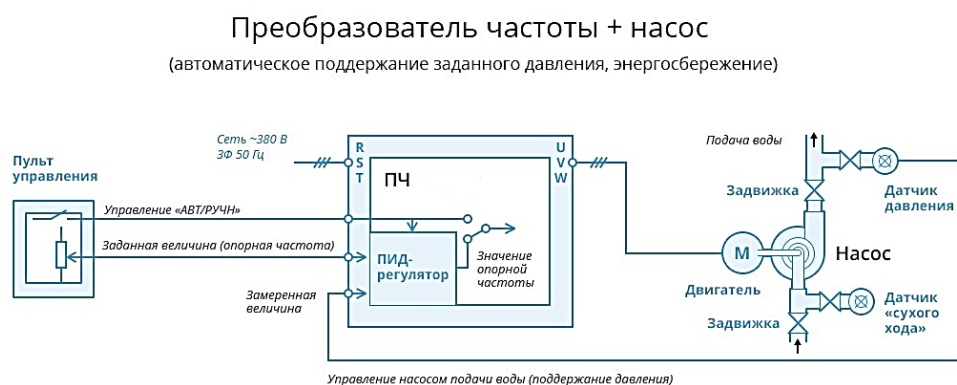 Преобразователь частоты + насос
(автоматическое поддержание заданного давления, энергосбережение)
Сеть ~380 В
3Ф 50 Гц
R
S
T
U
V
W
Подача воды
Пульт
управления
ПЧ
Задвижка
Датчик
давления
Управление «АВТ/РУЧН»
Заданная величина (опорная частота)
ПИД-
регулятор
Значение
опорной
частоты
М
Насос
Двигатель
Замеренная
величина
Задвижка
Датчик
«сухого
хода»
Управление насосом подачи воды (поддержание давления)